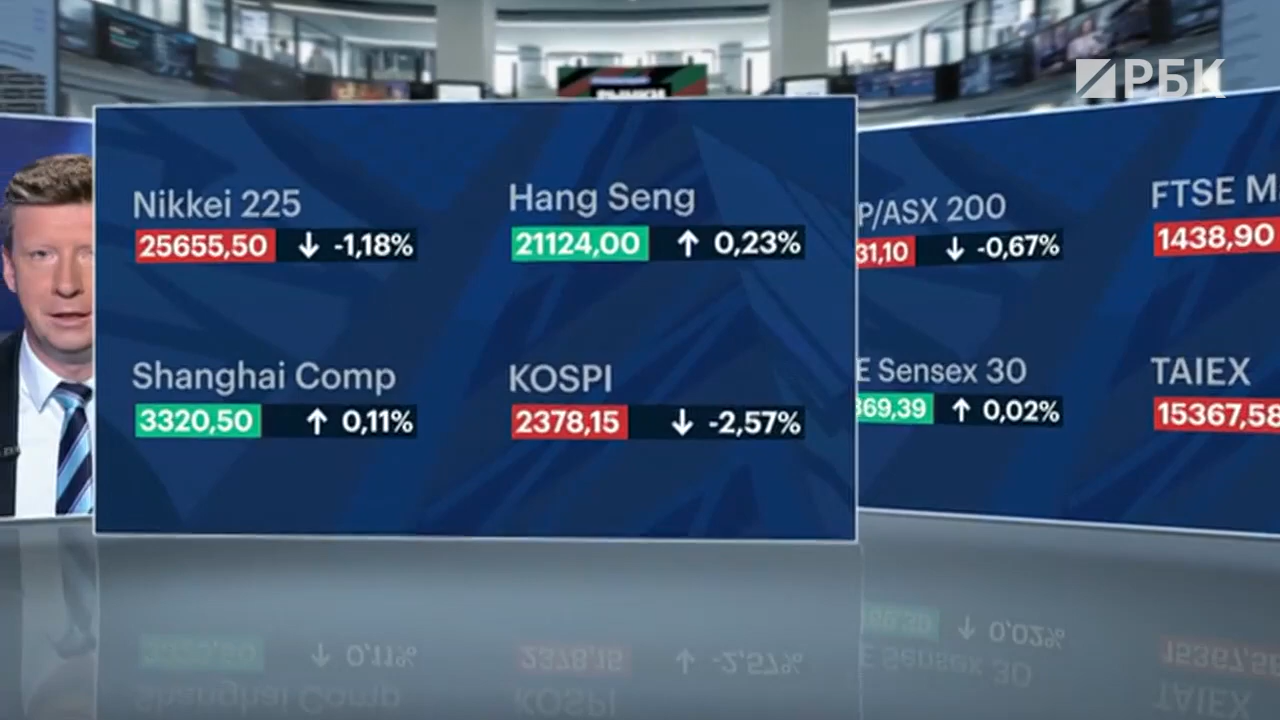 РБК
РЫНКИ
Nikkei 225
25655,50 ↓ -1,18%
Hang Seng
21124,00 ↑ 0,23%
Shanghai Comp
3320,50 ↑ 0,11%
KOSPI
2378,15 ↓ -2,57%
P/ASX 200
31,10 ↓ -0,67%
E Sensex 30
369,39 ↑ 0,02%
FTSE M
1438,90
TAIEX
15367,58